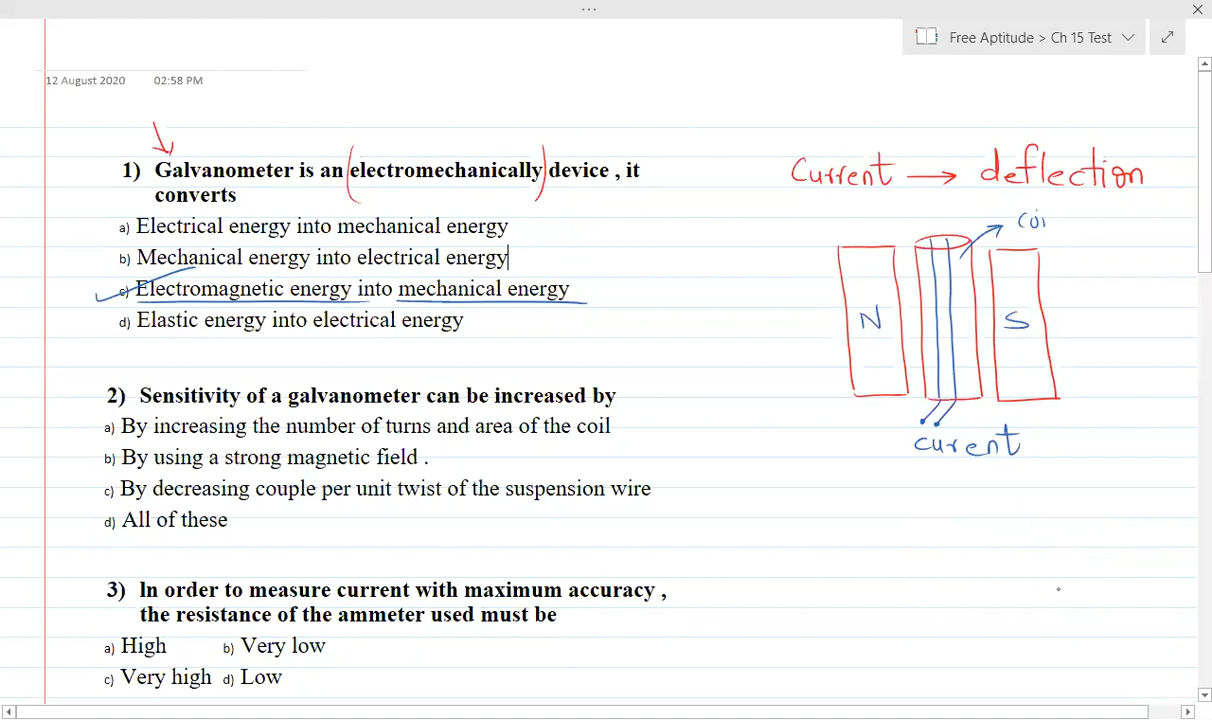 Free Aptitude > Ch 15 Test
12 August 2020 02:58 PM
1) Galvanometer is an electromechanically device , it
converts
a) Electrical energy into mechanical energy
b) Mechanical energy into electrical energy
c) Electromagnetic energy into mechanical energy
d) Elastic energy into electrical energy
Current → deflection
coi
N
S
curent
2) Sensitivity of a galvanometer can be increased by
a) By increasing the number of turns and area of the coil
b) By using a strong magnetic field .
c) By decreasing couple per unit twist of the suspension wire
d) All of these
3) In order to measure current with maximum accuracy ,
the resistance of the ammeter used must be
a) High b) Very low
c) Very high d) Low